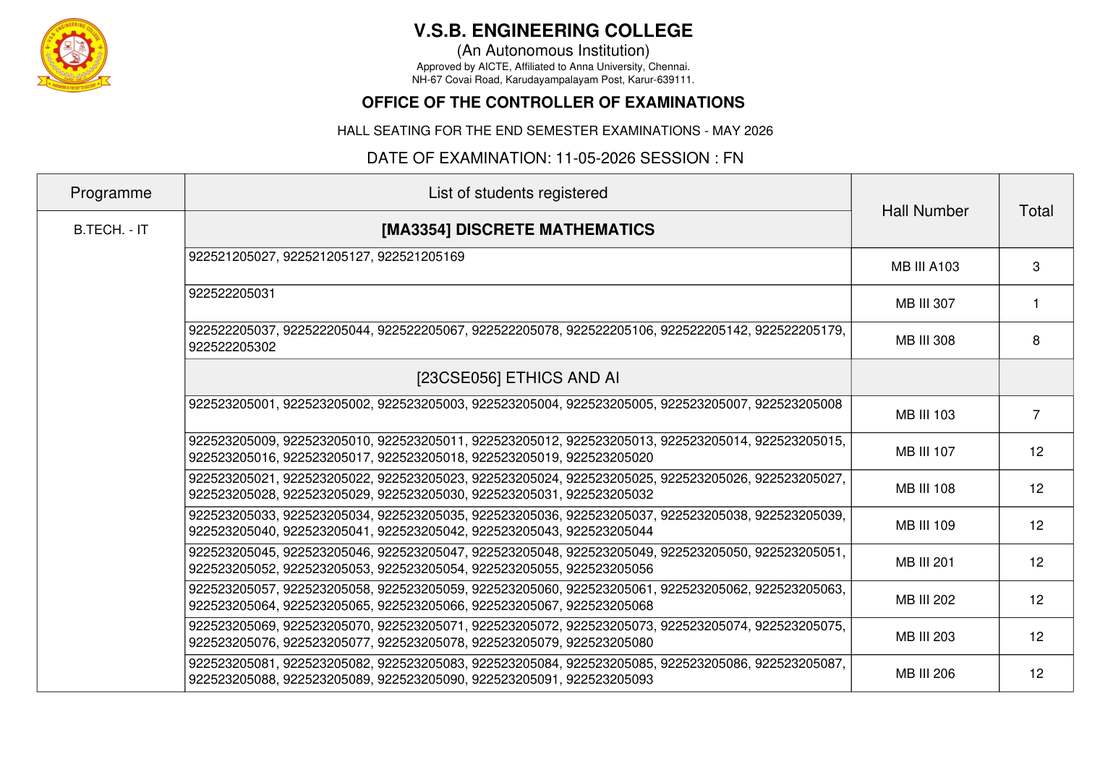 V.S.B. ENGINEERING COLLEGE
(An Autonomous Institution)
Approved by AICTE, Affiliated to Anna University, Chennai.
NH-67 Covai Road, Karudayampalayam Post, Karur-639111.
OFFICE OF THE CONTROLLER OF EXAMINATIONS
HALL SEATING FOR THE END SEMESTER EXAMINATIONS - MAY 2026
DATE OF EXAMINATION: 11-05-2026 SESSION : FN
Programme List of students registered Hall Number Total
B.TECH. - IT [MA3354] DISCRETE MATHEMATICS
922521205027, 922521205127, 922521205169 MB III A103 3
922522205031 MB III 307 1
922522205037, 922522205044, 922522205067, 922522205078, 922522205106, 922522205142, 922522205179,
922522205302 MB III 308 8
[23CSE056] ETHICS AND AI
922523205001, 922523205002, 922523205003, 922523205004, 922523205005, 922523205007, 922523205008 MB III 103 7
922523205009, 922523205010, 922523205011, 922523205012, 922523205013, 922523205014, 922523205015,
922523205016, 922523205017, 922523205018, 922523205019, 922523205020 MB III 107 12
922523205021, 922523205022, 922523205023, 922523205024, 922523205025, 922523205026, 922523205027,
922523205028, 922523205029, 922523205030, 922523205031, 922523205032 MB III 108 12
922523205033, 922523205034, 922523205035, 922523205036, 922523205037, 922523205038, 922523205039,
922523205040, 922523205041, 922523205042, 922523205043, 922523205044 MB III 109 12
922523205045, 922523205046, 922523205047, 922523205048, 922523205049, 922523205050, 922523205051,
922523205052, 922523205053, 922523205054, 922523205055, 922523205056 MB III 201 12
922523205057, 922523205058, 922523205059, 922523205060, 922523205061, 922523205062, 922523205063,
922523205064, 922523205065, 922523205066, 922523205067, 922523205068 MB III 202 12
922523205069, 922523205070, 922523205071, 922523205072, 922523205073, 922523205074, 922523205075,
922523205076, 922523205077, 922523205078, 922523205079, 922523205080 MB III 203 12
922523205081, 922523205082, 922523205083, 922523205084, 922523205085, 922523205086, 922523205087,
922523205088, 922523205089, 922523205090, 922523205091, 922523205093 MB III 206 12